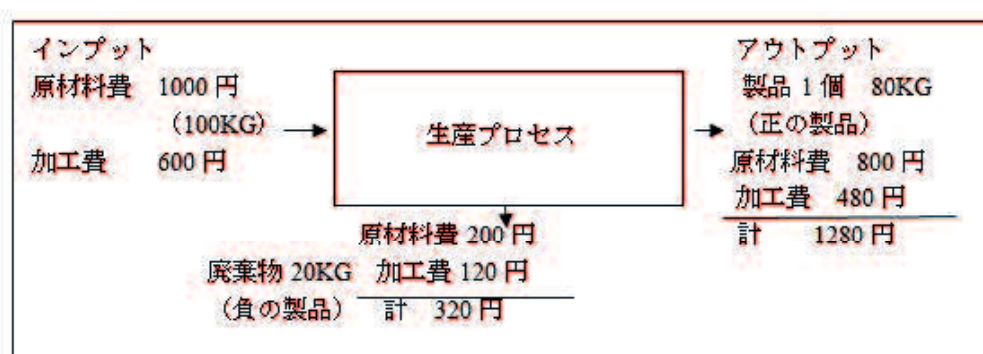 インプット
原材料費 1000円
（100KG）
加工費 600円
生産プロセス
アウトプット
製品1個 80KG
（正の製品）
原材料費 800円
加工費 480円
計 1280円
原材料費 200円
廃棄物 20KG 加工費 120円
（負の製品） 計 320円